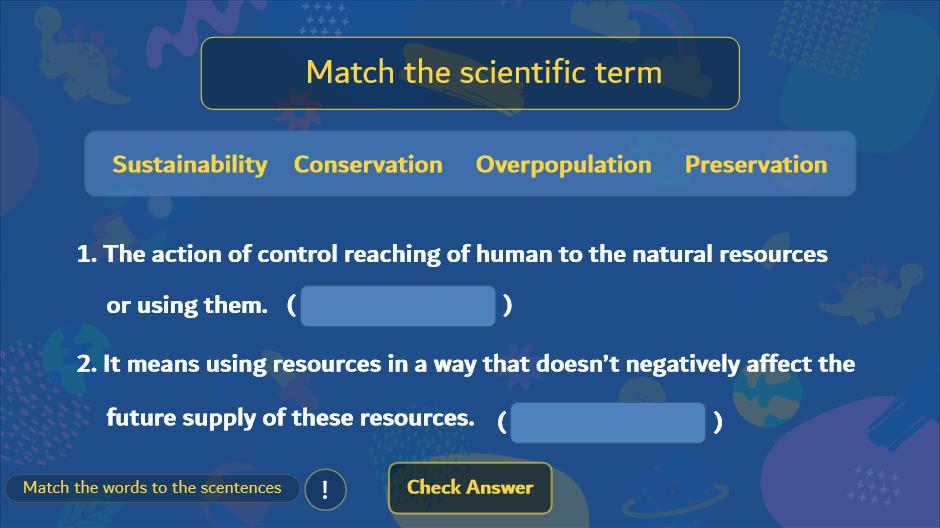 Match the scientific term
Sustainability Conservation Overpopulation Preservation
1. The action of control reaching of human to the natural resources
or using them. ( )
2. It means using resources in a way that doesn't negatively affect the
future supply of these resources. ( )
Match the words to the scentences !
Check Answer